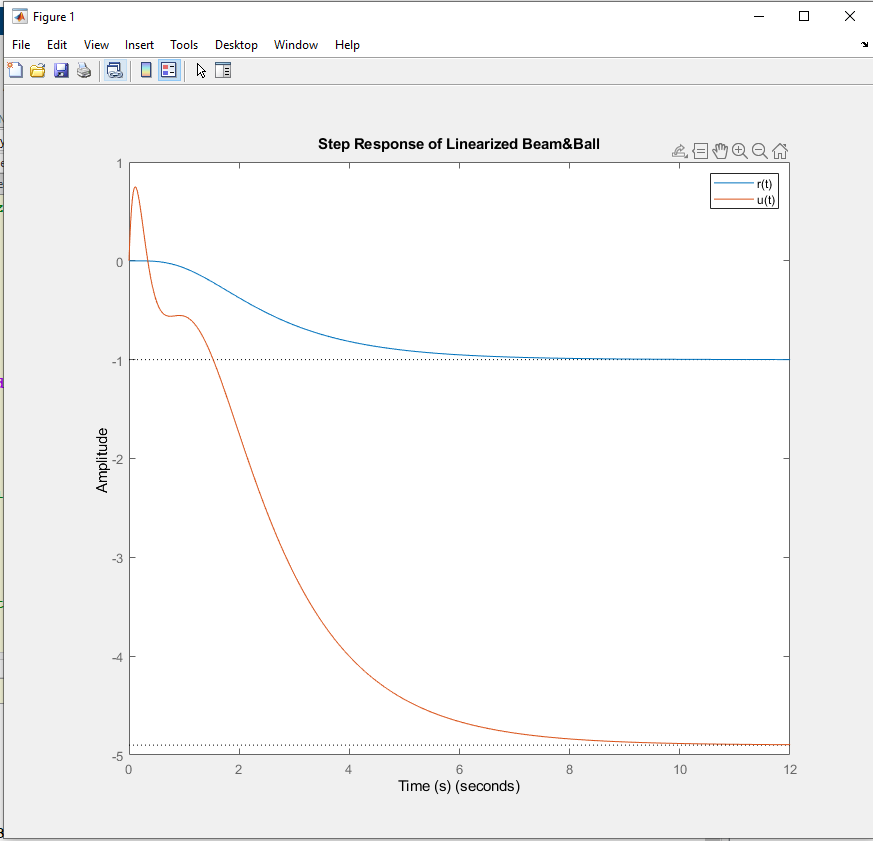 Figure 1
File Edit View Insert Tools Desktop Window Help
Step Response of Linearized Beam&Ball
r(t)
u(t)
1
0
-1
-2
-3
-4
-5
Amplitude
0 2 4 6 8 10 12
Time (s) (seconds)